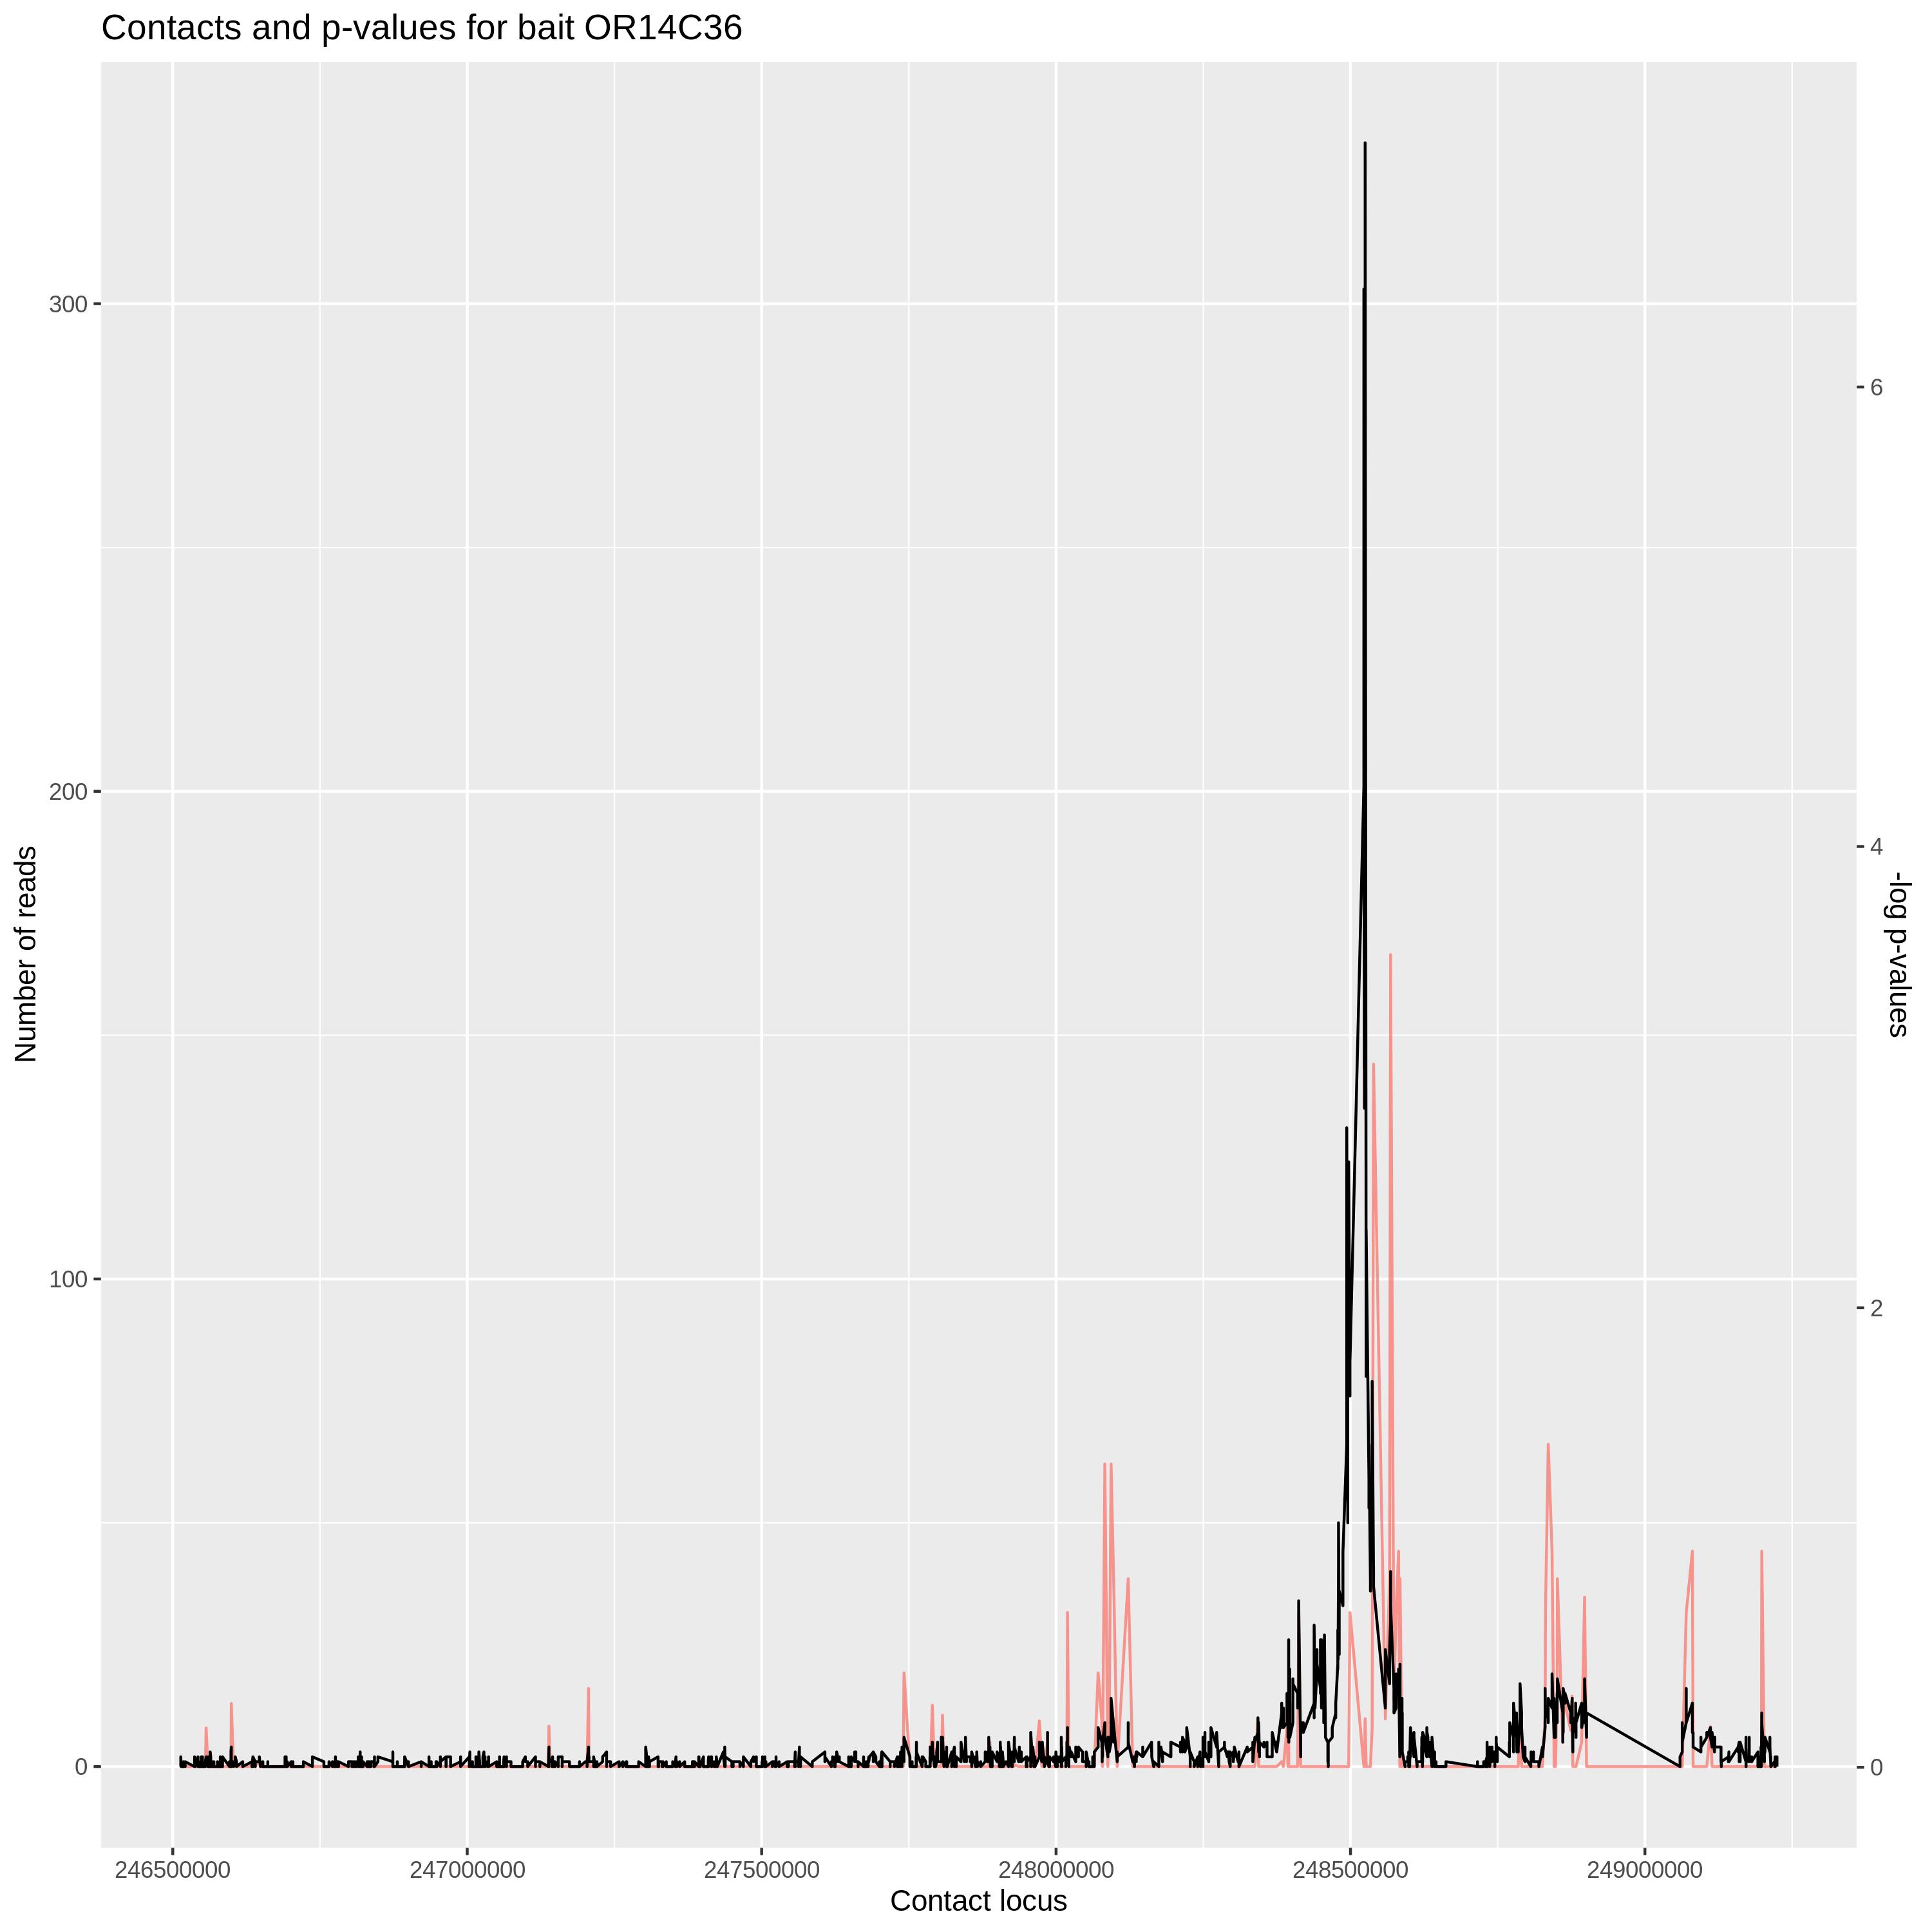 Contacts and p-values for bait OR14C36
300
200
100
0
Number of reads
6
4
2
0
-log p-values
246500000 247000000 247500000 248000000 248500000 249000000
Contact locus